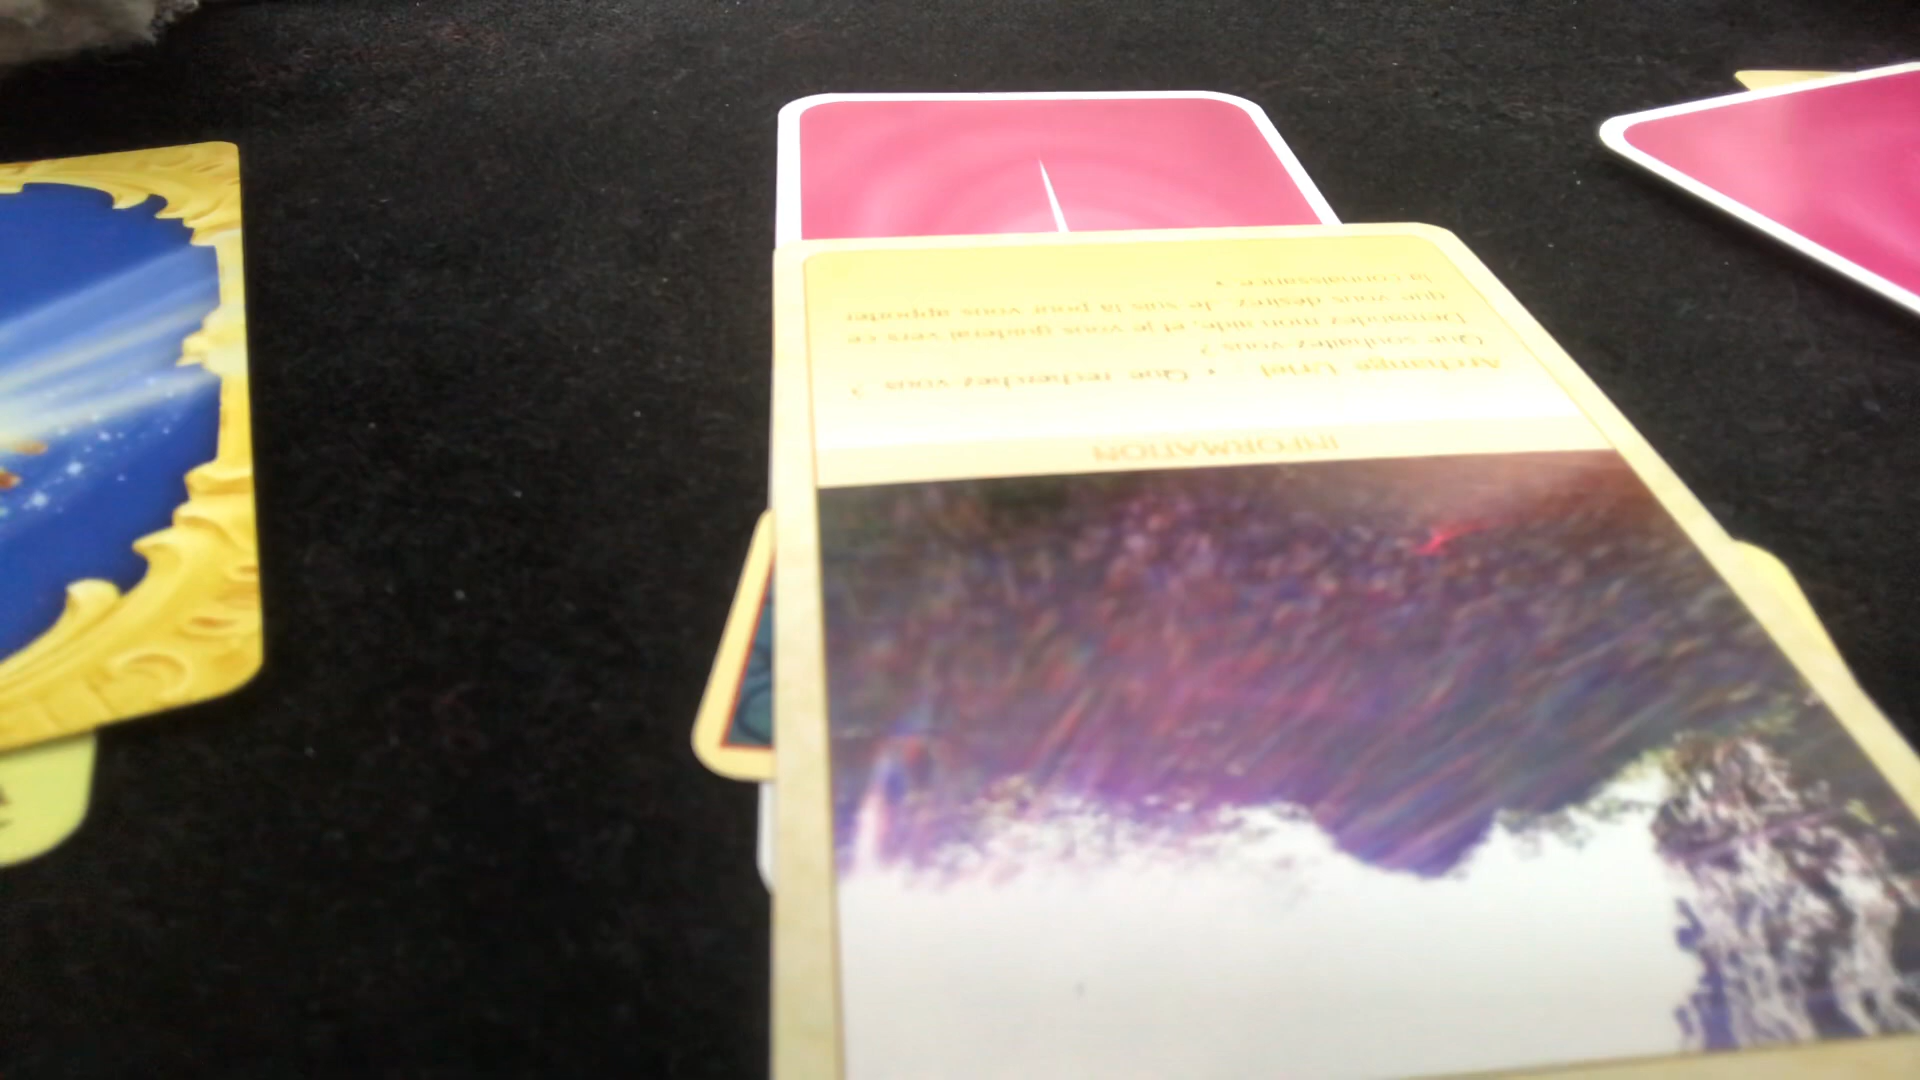 INFORMATION
Archange Uriel • Que recherchez vous ?
Que souhaitez vous ?
Demandez mon aide, et je vous guiderai vers ce
que vous désirez. Je suis là pour vous apporter
la connaissance •